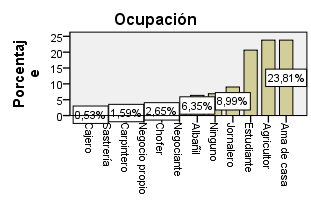 Ocupación
Porcentaj
e
25
20
15
10
5
0
0,53%
1,59%
2,65%
6,35%
8,99%
23,81%
Cajero
Sastrería
Carpintero
Negocio propio
Chofer
Negociante
Albañil
Ninguno
Jornalero
Estudiante
Agricultor
Ama de casa